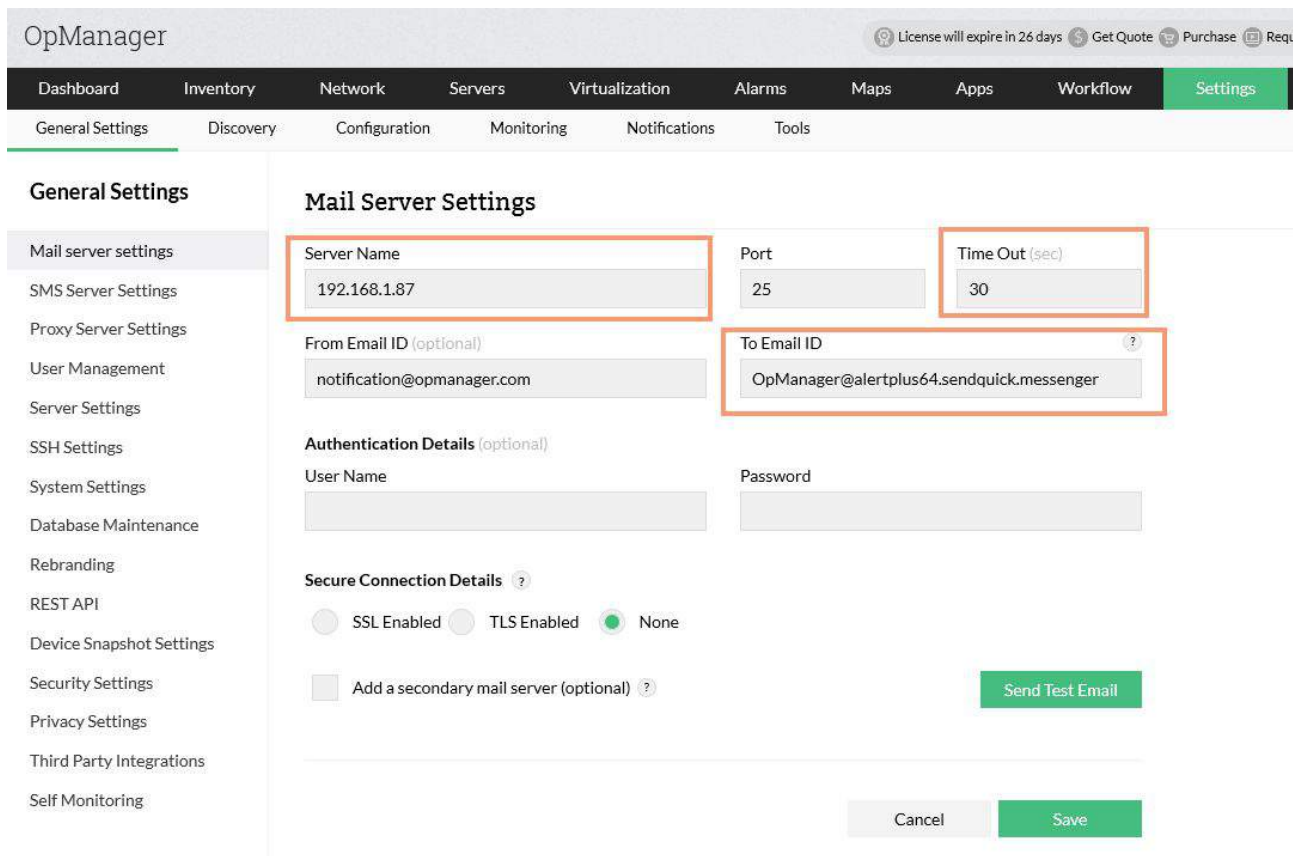 OpManager
License will expire in 26 days Get Quote Purchase Requ
Dashboard Inventory Network Servers Virtualization Alarms Maps Apps Workflow Settings
General Settings Discovery Configuration Monitoring Notifications Tools
General Settings
Mail server settings
SMS Server Settings
Proxy Server Settings
User Management
Server Settings
SSH Settings
System Settings
Database Maintenance
Rebranding
REST API
Device Snapshot Settings
Security Settings
Privacy Settings
Third Party Integrations
Self Monitoring
Mail Server Settings
Server Name Port Time Out (sec)
192.168.1.87 25 30
From Email ID (optional) To Email ID ?
notification@opmanager.com OpManager@alertplus64.sendquick.messenger
Authentication Details (optional)
User Name Password
Secure Connection Details ?
SSL Enabled TLS Enabled None
Add a secondary mail server (optional) ? Send Test Email
Cancel Save